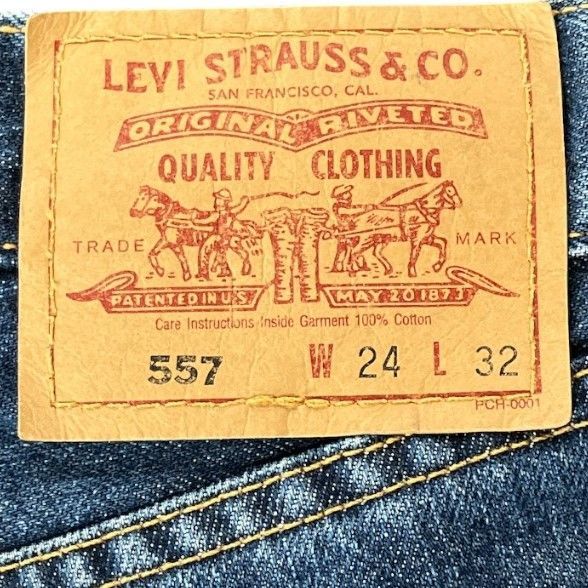 LEVI STRAUSS & CO.
SAN FRANCISCO, CAL.
ORIGINAL RIVETED
QUALITY CLOTHING
TRADE MARK
PATENTED IN U.S. MAY 20 1873
Care Instructions Inside Garment 100% Cotton
557 W 24 L 32
PCH-0001